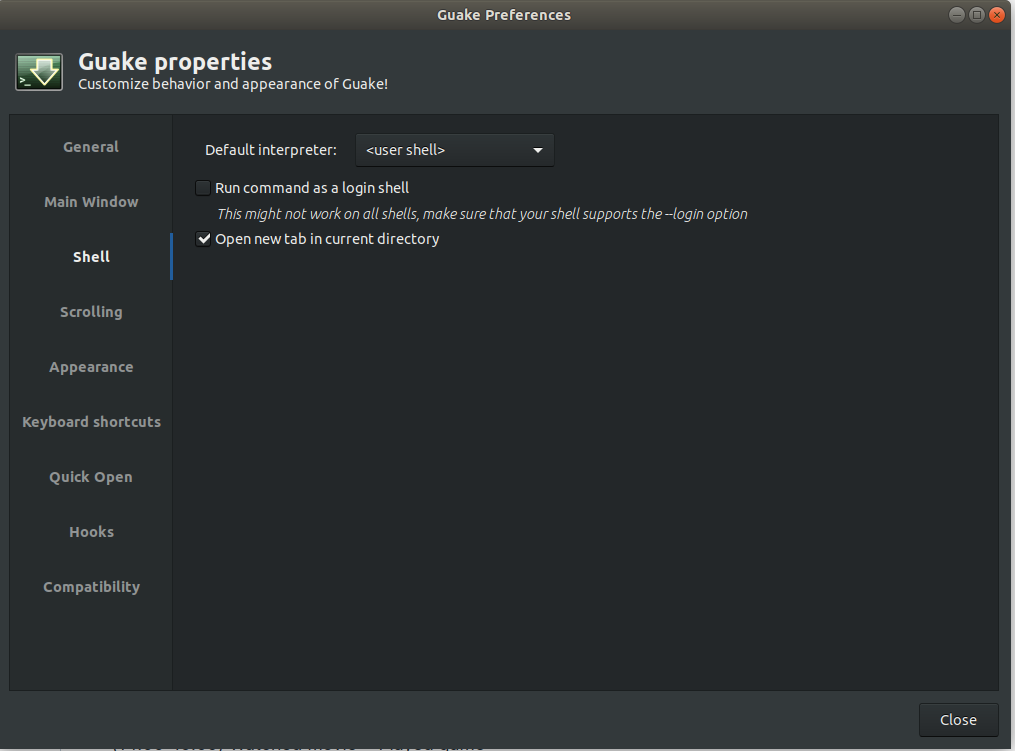 Guake Preferences
Guake properties
Customize behavior and appearance of Guake!
>_
General
Main Window
Shell
Scrolling
Appearance
Keyboard shortcuts
Quick Open
Hooks
Compatibility
Default interpreter: <user shell>
Run command as a login shell
This might not work on all shells, make sure that your shell supports the --login option
Open new tab in current directory
Close